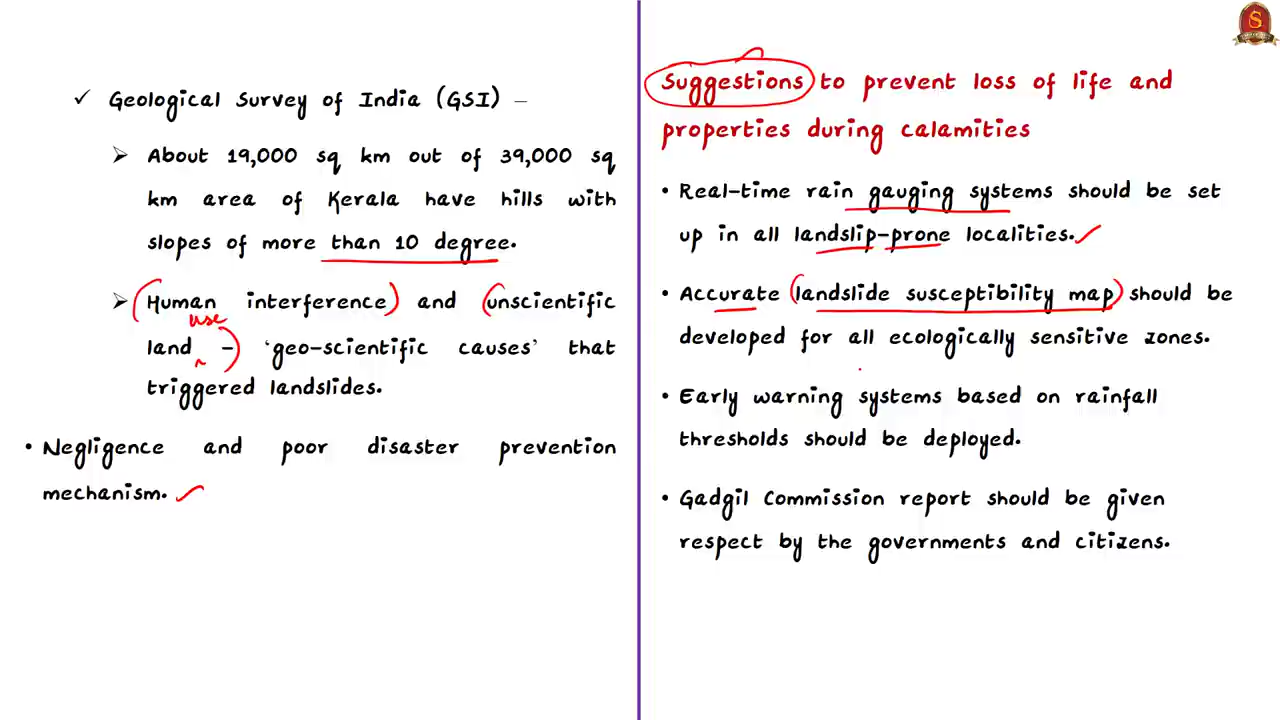 ✓ Geological Survey of India (GSI) –
➢ About 19,000 sq km out of 39,000 sq
km area of Kerala have hills with
slopes of more than 10 degree.
➢ (Human interference) and (unscientific
use
land –) 'geo-scientific causes' that
triggered landslides.
• Negligence and poor disaster prevention
mechanism. ✓
Suggestions to prevent loss of life and
properties during calamities
• Real-time rain gauging systems should be set
up in all landslip-prone localities. ✓
• Accurate (landslide susceptibility map) should be
developed for all ecologically sensitive zones.
• Early warning systems based on rainfall
thresholds should be deployed.
• Gadgil Commission report should be given
respect by the governments and citizens.
S